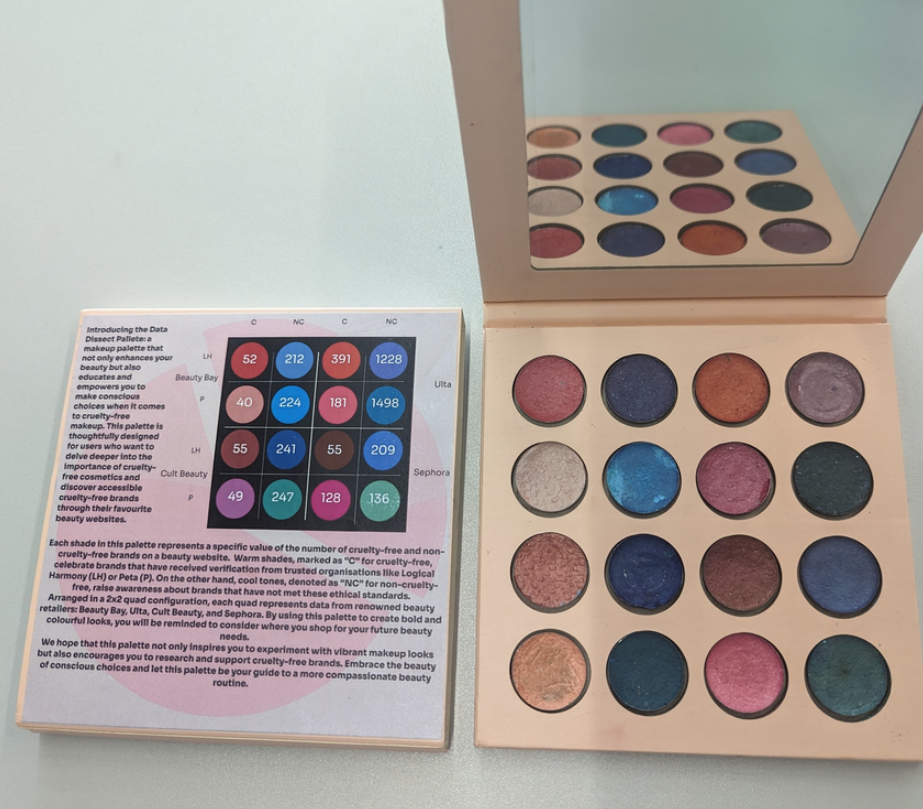 Introducing the Data
Dissect Pallete: a
makeup palette that
not only enhances your
beauty but also
educates and
empowers you to
make conscious
choices when it comes
to cruelty-free
makeup. This palette is
thoughtfully designed
for users who want to
delve deeper into the
importance of cruelty-
free cosmetics and
discover accessible
cruelty-free brands
through their favourite
beauty websites.
C NC C NC
LH 52 212 391 1228
Beauty Bay Ulta
P 40 224 181 1498
LH 55 241 55 209
Cult Beauty Sephora
P 49 247 128 136
Each shade in this palette represents a specific value of the number of cruelty-free and non-
cruelty-free brands on a beauty website. Warm shades, marked as "C" for cruelty-free,
celebrate brands that have received verification from trusted organisations like Logical
Harmony (LH) or Peta (P). On the other hand, cool tones, denoted as "NC" for non-cruelty-
free, raise awareness about brands that have not met these ethical standards.
Arranged in a 2x2 quad configuration, each quad represents data from renowned beauty
retailers: Beauty Bay, Ulta, Cult Beauty, and Sephora. By using this palette to create bold and
colourful looks, you will be reminded to consider where you shop for your future beauty
needs.
We hope that this palette not only inspires you to experiment with vibrant makeup looks
but also encourages you to research and support cruelty-free brands. Embrace the beauty
of conscious choices and let this palette be your guide to a more compassionate beauty
routine.